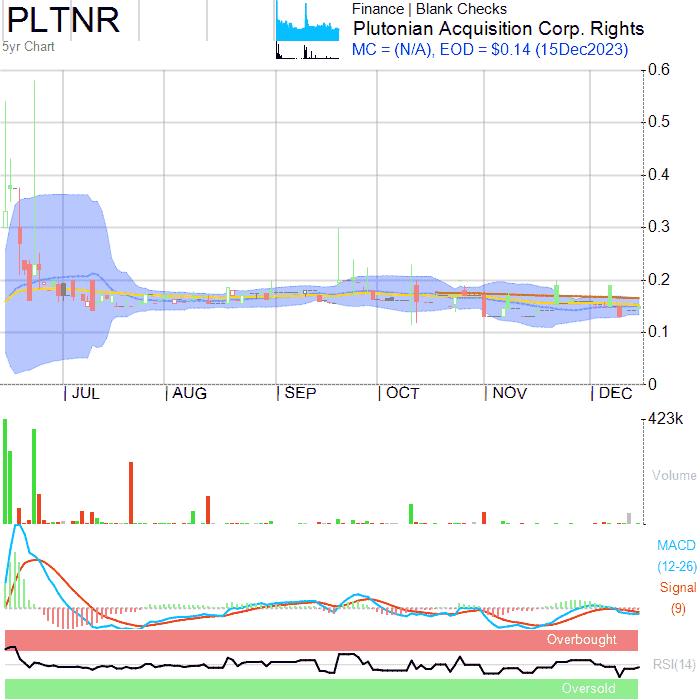 PLTNR
5yr Chart
Finance | Blank Checks
Plutonian Acquisition Corp. Rights
MC = (N/A), EOD = $0.14 (15Dec2023)
0.6
0.5
0.4
0.3
0.2
0.1
0
JUL AUG SEP OCT NOV DEC
423k
Volume
MACD
(12-26)
Signal
(9)
Overbought
RSI(14)
Oversold